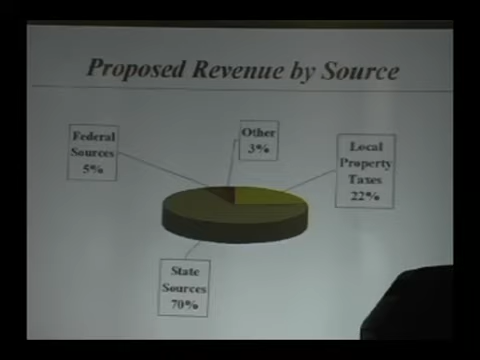 Proposed Revenue by Source
Federal
Sources
5%
Other
3%
Local
Property
Taxes
22%
State
Sources
70%